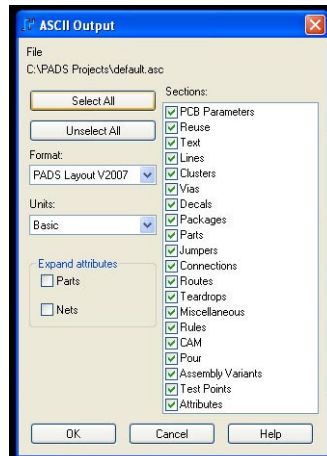 ASCII Output
File
C:\PADS Projects\default.asc
Select All
Unselect All
Format:
PADS Layout V2007
Units:
Basic
Expand attributes
Parts
Nets
Sections:
PCB Parameters
Reuse
Text
Lines
Clusters
Vias
Decals
Packages
Parts
Jumpers
Connections
Routes
Teardrops
Miscellaneous
Rules
CAM
Pour
Assembly Variants
Test Points
Attributes
OK
Cancel
Help